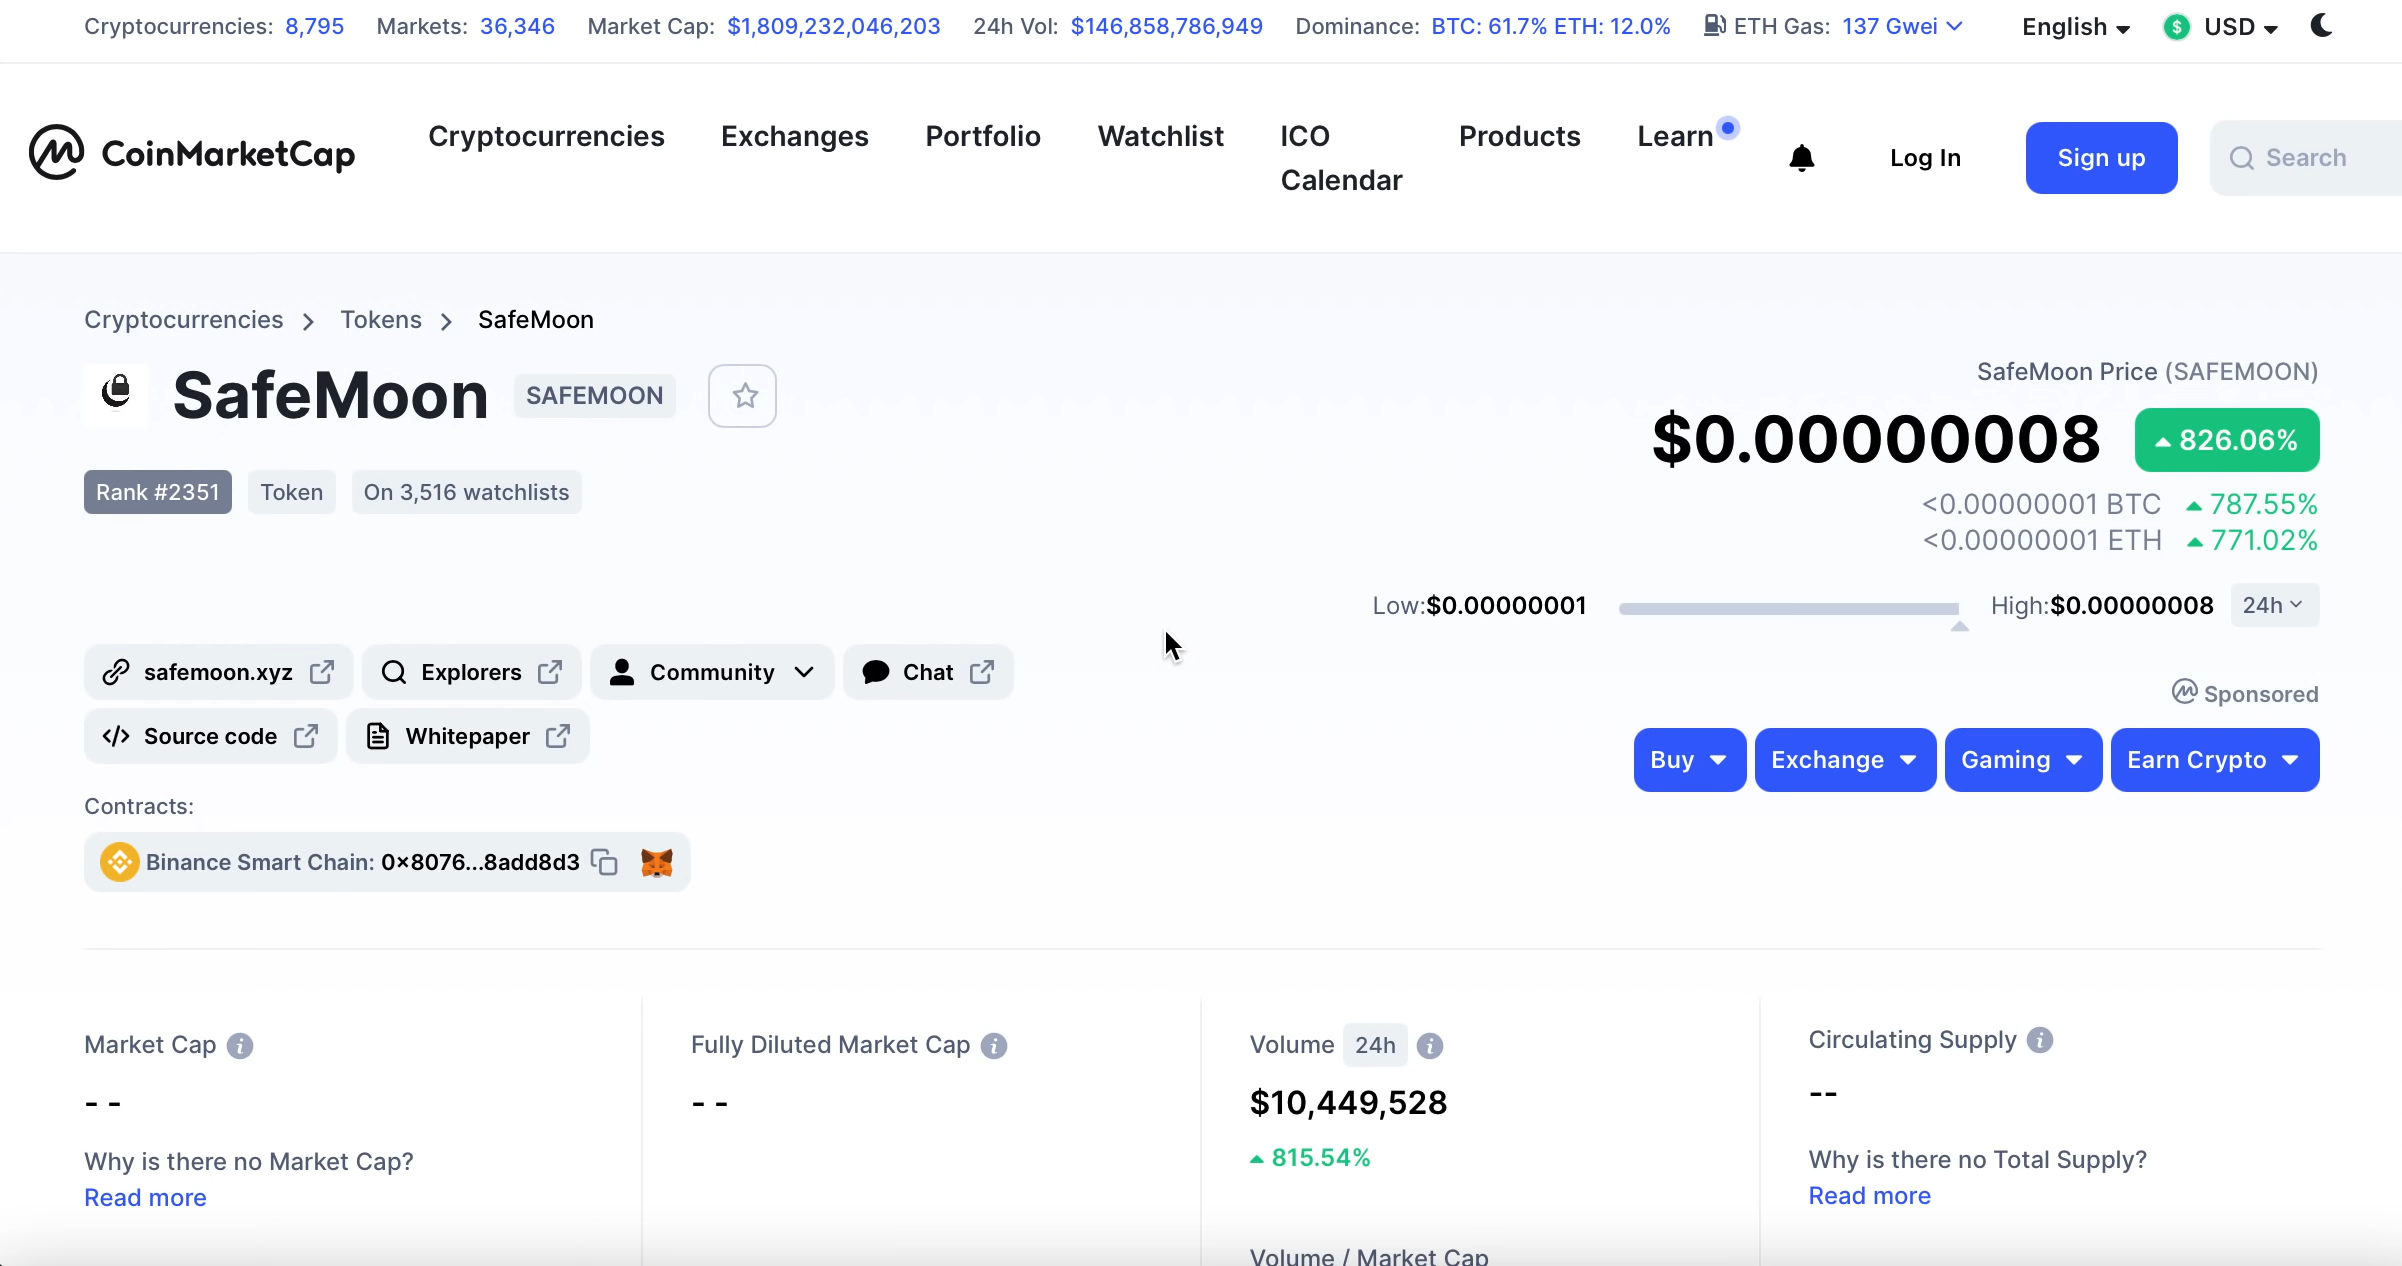 Cryptocurrencies: 8,795 Markets: 36,346 Market Cap: $1,809,232,046,203 24h Vol: $146,858,786,949 Dominance: BTC: 61.7% ETH: 12.0% ETH Gas: 137 Gwei English USD
CoinMarketCap Cryptocurrencies Exchanges Portfolio Watchlist ICO Calendar Products Learn Log In Sign up Search
Cryptocurrencies > Tokens > SafeMoon
SafeMoon SAFEMOON
Rank #2351 Token On 3,516 watchlists
SafeMoon Price (SAFEMOON)
$0.00000008 826.06%
<0.00000001 BTC 787.55%
<0.00000001 ETH 771.02%
Low:$0.00000001 High:$0.00000008 24h
safemoon.xyz Explorers Community Chat
Source code Whitepaper
Sponsored
Buy Exchange Gaming Earn Crypto
Contracts:
Binance Smart Chain: 0x8076...8add8d3
Market Cap
- -
Why is there no Market Cap?
Read more
Fully Diluted Market Cap
- -
Volume 24h
$10,449,528
815.54%
Volume / Market Cap
Circulating Supply
--
Why is there no Total Supply?
Read more